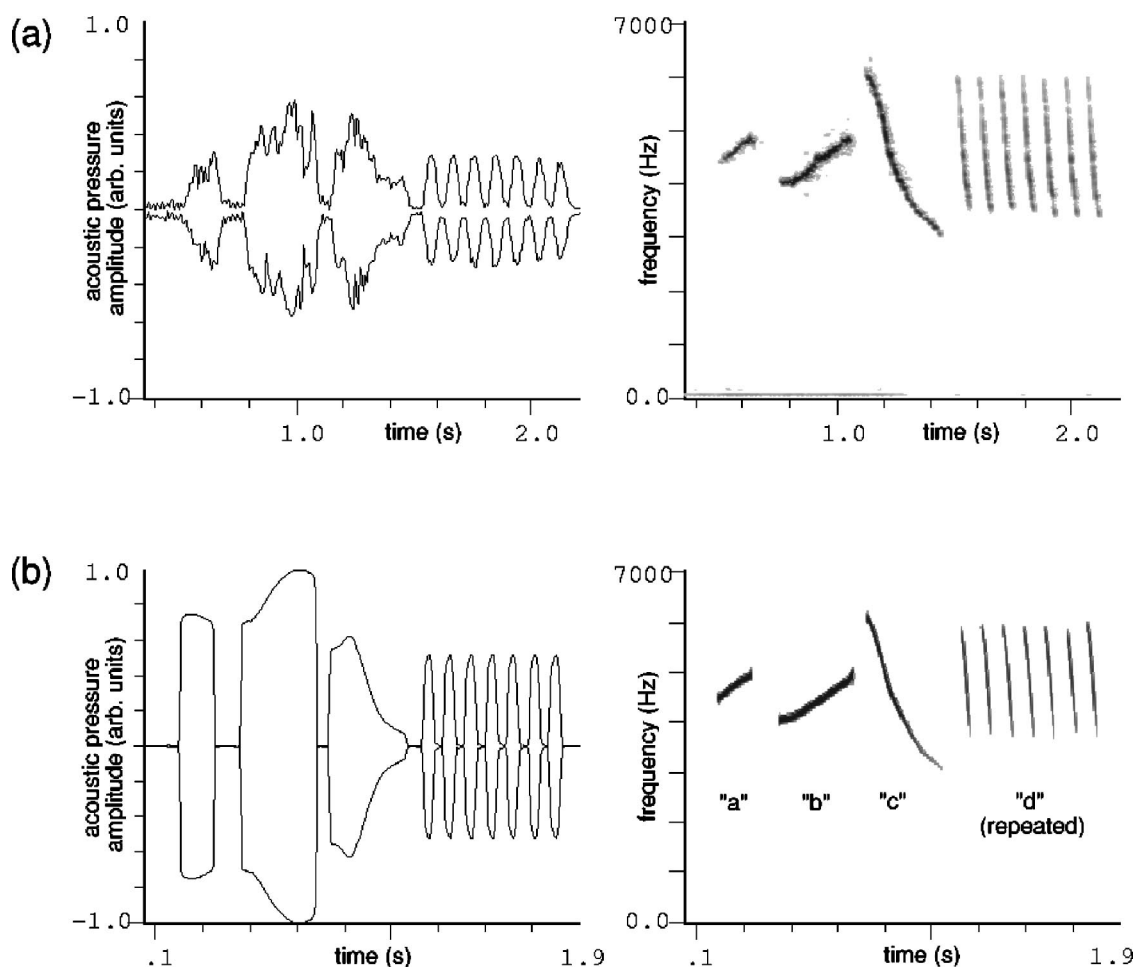 (a)
1.0
acoustic pressure
amplitude (arb. units)
-1.0
1.0
time (s)
2.0
7000
frequency (Hz)
0.0
1.0
time (s)
2.0
(b)
1.0
acoustic pressure
amplitude (arb. units)
-1.0
.1
time (s)
1.9
7000
frequency (Hz)
"a"
"b"
"c"
"d"
(repeated)
0.0
.1
time (s)
1.9